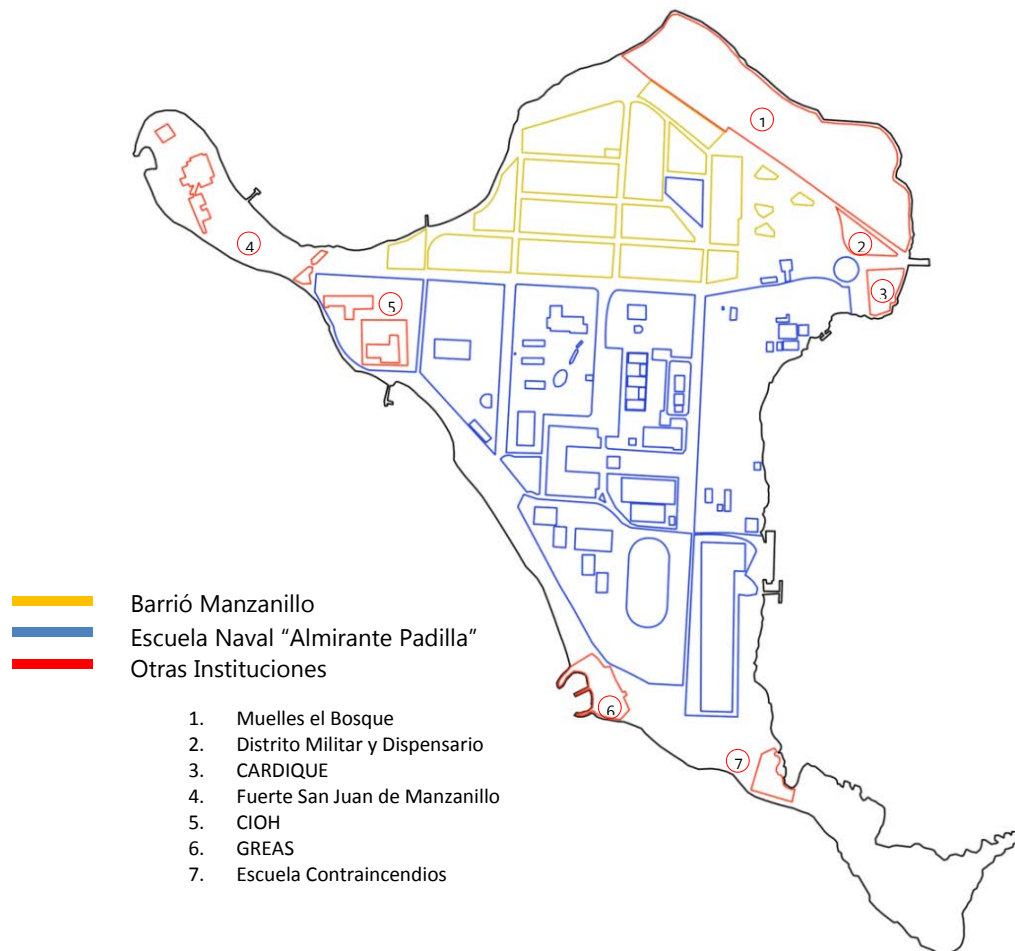 1
2
3
4
5
6
7
Barrió Manzanillo
Escuela Naval “Almirante Padilla”
Otras Instituciones
1. Muelles el Bosque
2. Distrito Militar y Dispensario
3. CARDIQUE
4. Fuerte San Juan de Manzanillo
5. CIOH
6. GREAS
7. Escuela Contraincendios